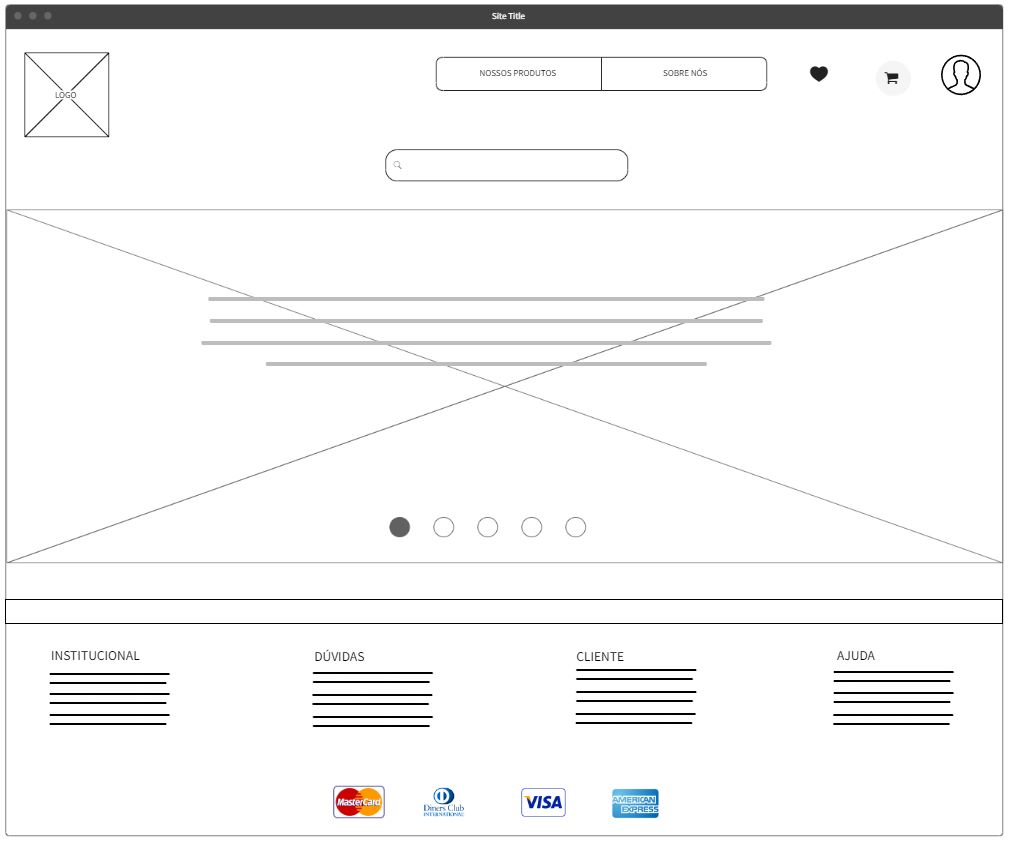 Site Title
LOGO
NOSSOS PRODUTOS
SOBRE NÓS
INSTITUCIONAL
DÚVIDAS
CLIENTE
AJUDA
MasterCard
Diners Club
INTERNATIONAL
VISA
AMERICAN
EXPRESS